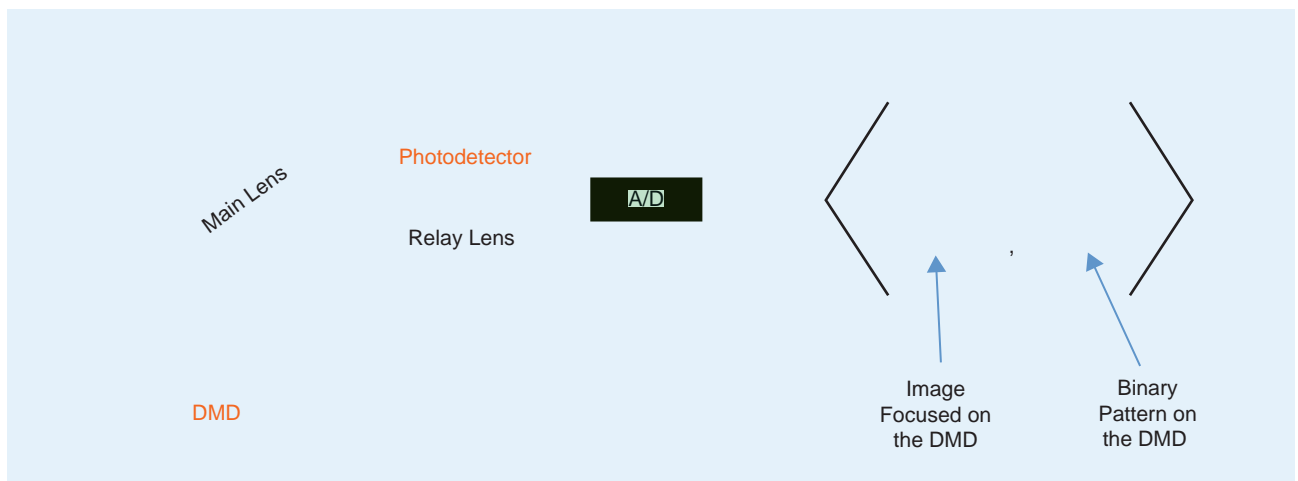 Photodetector
Main Lens
A/D
Relay Lens
,
Image
Focused on
the DMD
Binary
Pattern on
the DMD
DMD